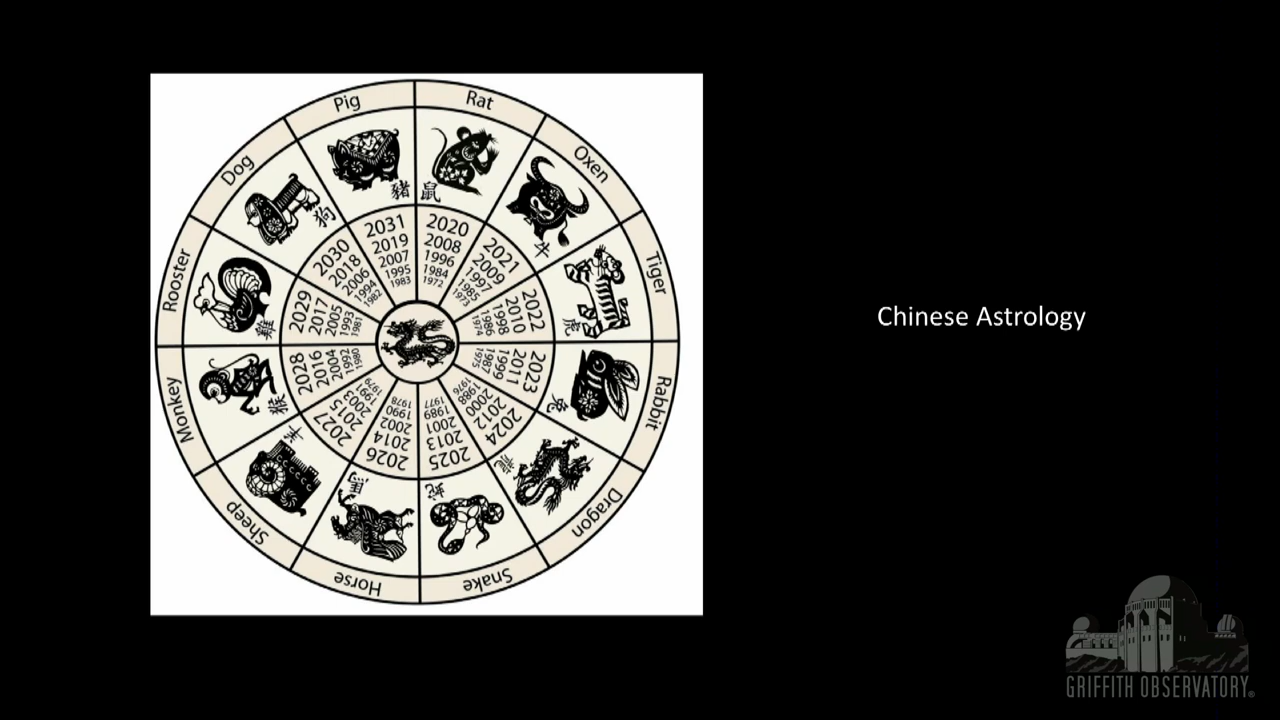 Pig
Rat
Oxen
Tiger
Rabbit
Dragon
Snake
Horse
Sheep
Monkey
Rooster
Dog
豬
鼠
牛
虎
兔
龍
蛇
馬
羊
猴
雞
狗
2031
2019
2007
1995
1983
2020
2008
1996
1984
1972
2021
2009
1997
1985
1973
2022
2010
1998
1986
1974
2023
2011
1999
1987
1975
2024
2012
2000
1988
1976
2025
2013
2001
1989
1977
2026
2014
2002
1990
1978
2027
2015
2003
1991
1979
2028
2016
2004
1992
1980
2029
2017
2005
1993
1981
2030
2018
2006
1994
1982
Chinese Astrology
GRIFFITH OBSERVATORY®